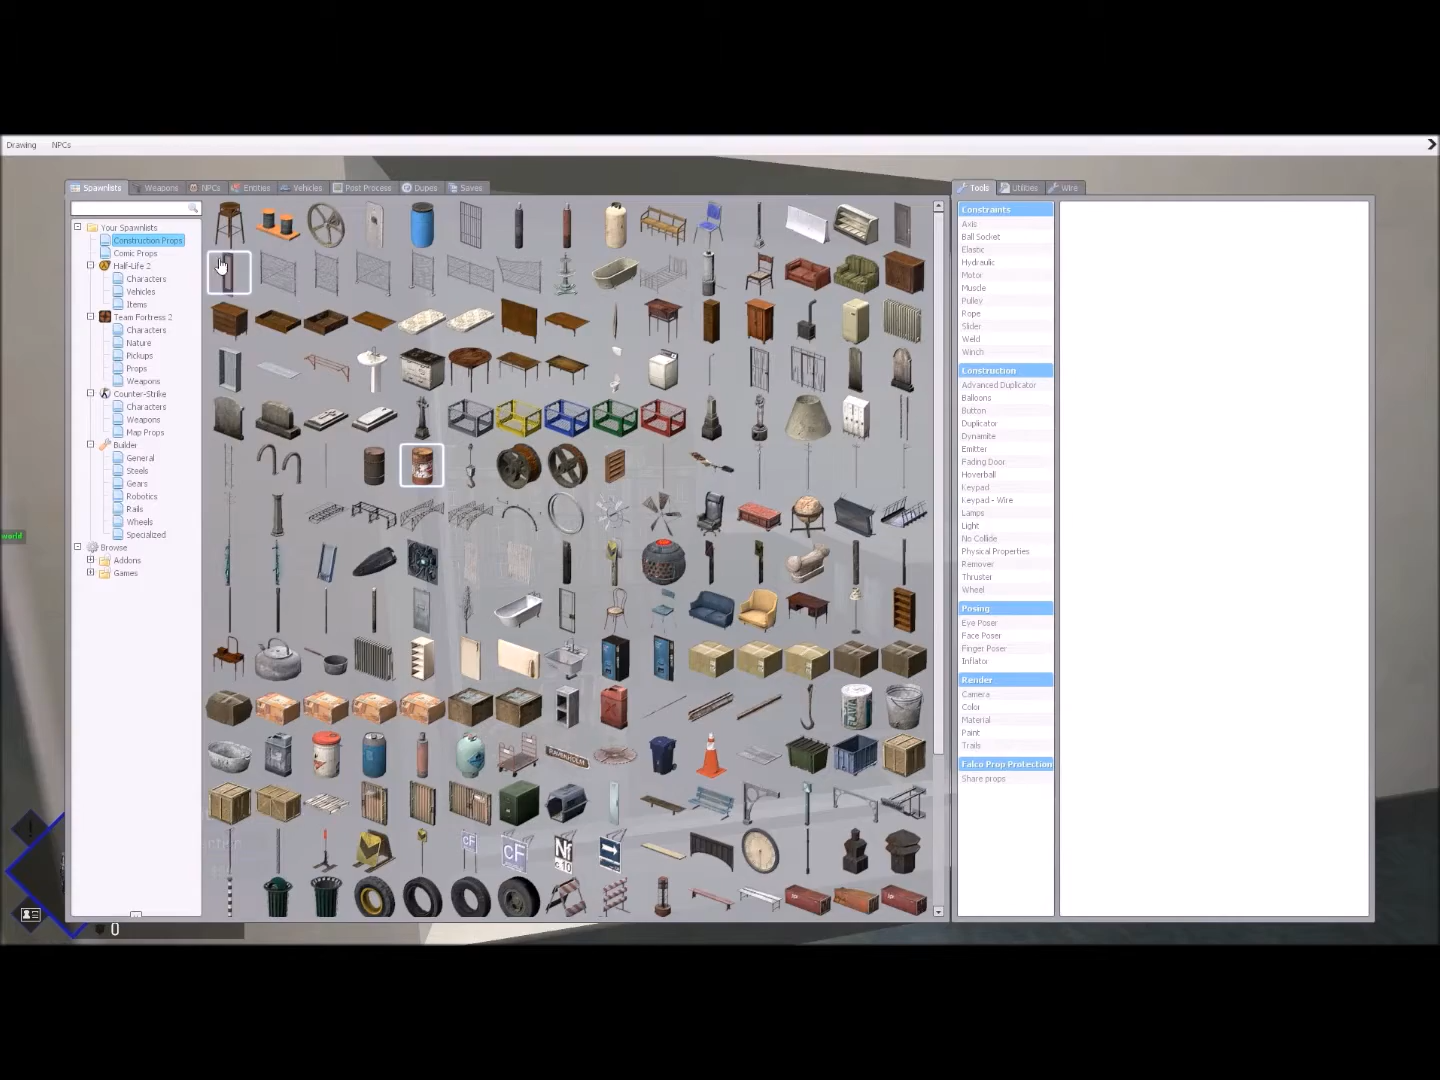 Drawing NPCs
Spawnlists Weapons NPCs Entities Vehicles Post Process Dupes Saves
Tools Utilities Wire
Your Spawnlists
Construction Props
Comic Props
Half-Life 2
Characters
Vehicles
Items
Team Fortress 2
Characters
Nature
Pickups
Props
Weapons
Counter-Strike
Characters
Weapons
Map Props
Builder
General
Steels
Gears
Robotics
Rails
Wheels
Specialized
Browse
Addons
Games
Constraints
Axis
Ball Socket
Elastic
Hydraulic
Motor
Muscle
Pulley
Rope
Slider
Weld
Winch
Construction
Advanced Duplicator
Balloons
Button
Duplicator
Dynamite
Emitter
Fading Door
Hoverball
Keypad
Keypad - Wire
Lamps
Light
No Collide
Physical Properties
Remover
Thruster
Wheel
Posing
Eye Poser
Face Poser
Finger Poser
Inflator
Render
Camera
Color
Material
Paint
Trails
Falco Prop Protection
Share props
world
RAVENHOLM
cF
CF
Nf
c10
0